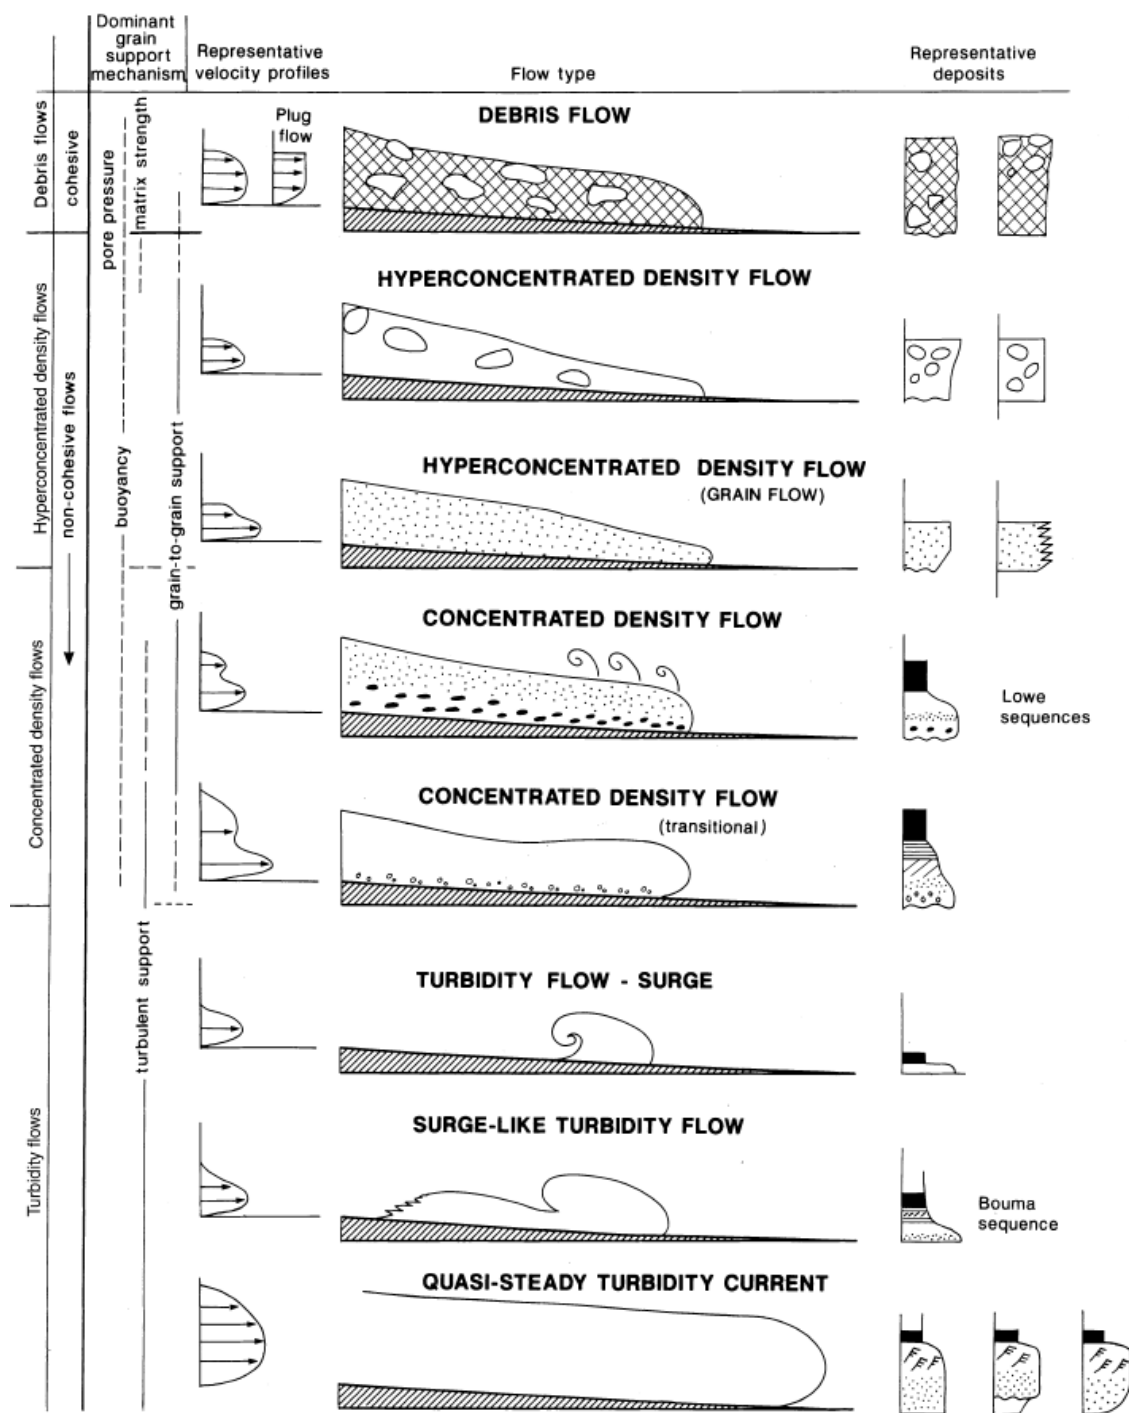 Dominant
grain
support
mechanism
Representative
velocity profiles
Flow type
Representative
deposits
Debris flows
cohesive
pore pressure
matrix strength
Plug
flow
DEBRIS FLOW
HYPERCONCENTRATED DENSITY FLOW
Hyperconcentrated density flows
non-cohesive flows
buoyancy
grain-to-grain support
HYPERCONCENTRATED DENSITY FLOW
(GRAIN FLOW)
CONCENTRATED DENSITY FLOW
Lowe
sequences
Concentrated density flows
CONCENTRATED DENSITY FLOW
(transitional)
turbulent support
TURBIDITY FLOW - SURGE
Turbidity flows
SURGE-LIKE TURBIDITY FLOW
Bouma
sequence
QUASI-STEADY TURBIDITY CURRENT